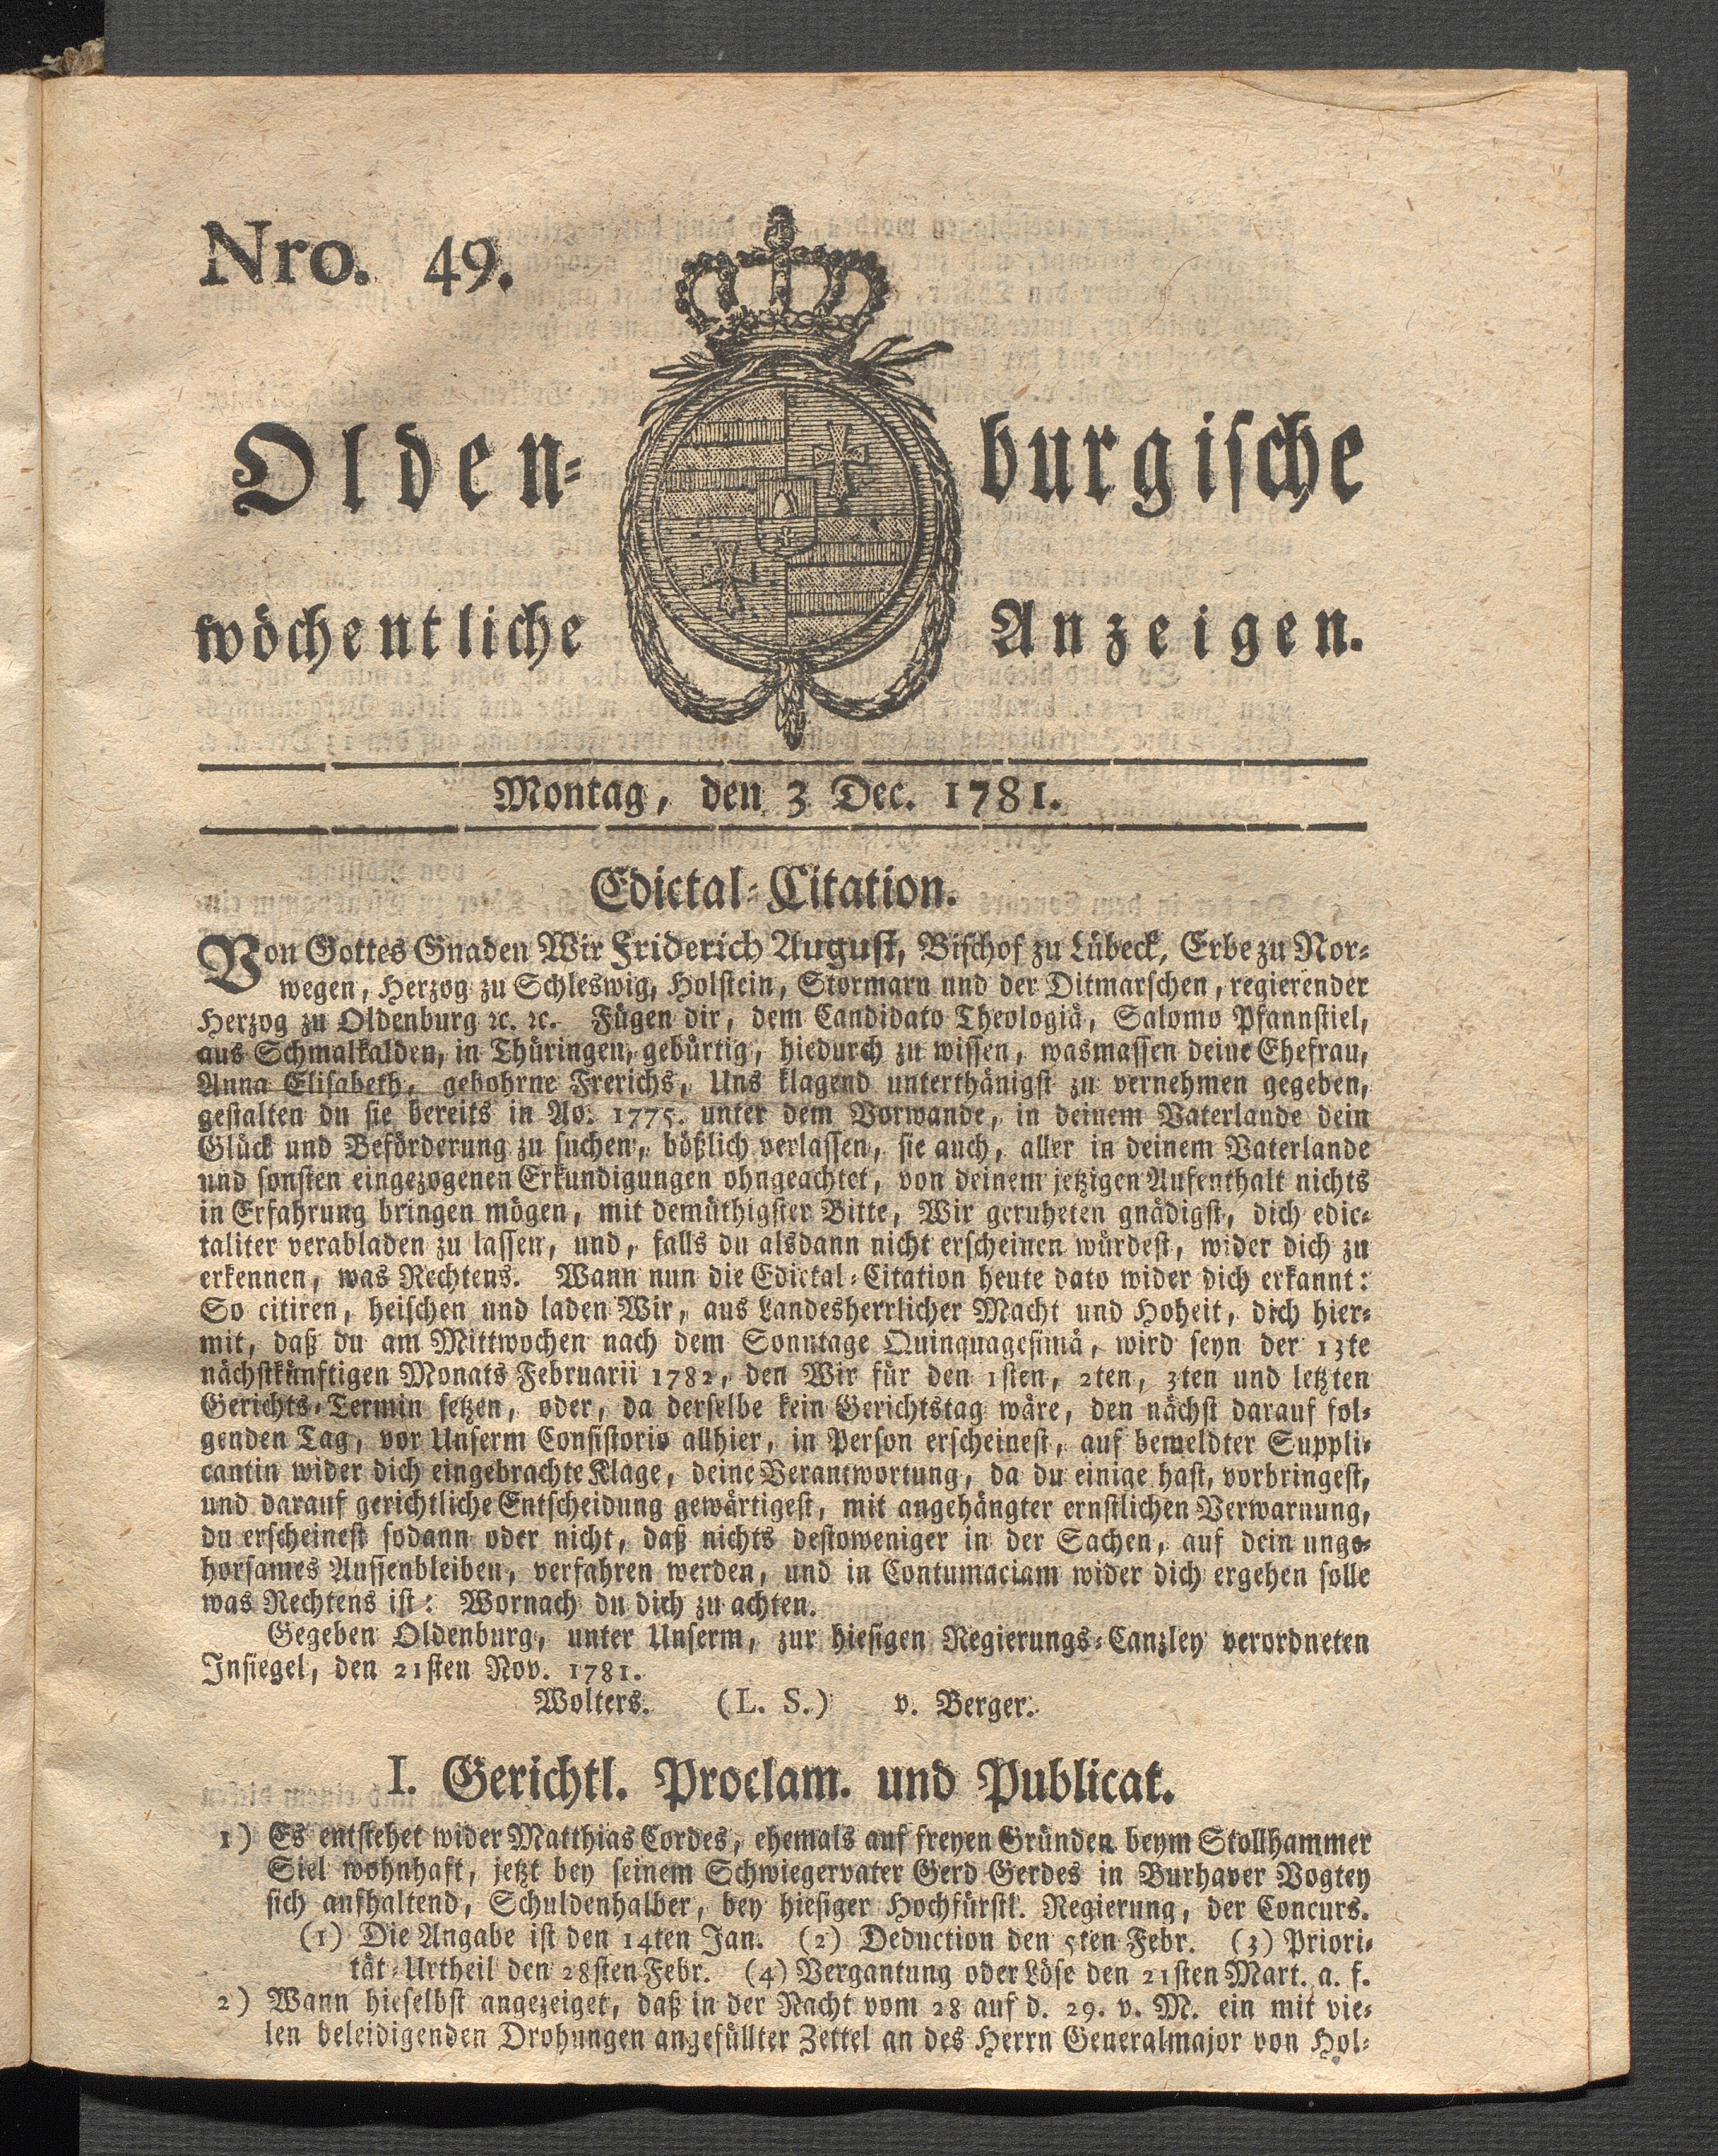 Nro. 49.
Olden-burgische
wöchentliche Anzeigen.
Montag, den 3 Dec. 1781.
Edictal-Citation.
Von Gottes Gnaden Wir Friderich August, Bischof zu Lübeck, Erbe zu Nor-
wegen, Herzog zu Schleswig, Holstein, Stormarn und der Ditmarschen, regierender
Herzog zu Oldenburg ꝛc. ꝛc. Fügen dir, dem Candidato Theologiä, Salomo Pfannstiel,
aus Schmalkalden, in Thüringen, gebürtig, hiedurch zu wissen, wasmassen deine Ehefrau,
Anna Elisabeth, gebohrne Frerichs, Uns klagend unterthänigst zu vernehmen gegeben,
gestalten du sie bereits in Ao. 1775. unter dem Vorwande, in deinem Vaterlande dein
Glück und Beförderung zu suchen, bößlich verlassen, sie auch, aller in deinem Vaterlande
und sonsten eingezogenen Erkundigungen ohngeachtet, von deinem jetzigen Aufenthalt nichts
in Erfahrung bringen mögen, mit demüthigster Bitte, Wir geruheten gnädigst, dich edic-
taliter verabladen zu lassen, und, falls du alsdann nicht erscheinen würdest, wider dich zu
erkennen, was Rechtens. Wann nun die Edictal-Citation heute dato wider dich erkannt:
So citiren, heischen und laden Wir, aus Landesherrlicher Macht und Hoheit, dich hier-
mit, daß du am Mittwochen nach dem Sonntage Quinquagesimä, wird seyn der 13te
nächstkünftigen Monats Februarii 1782, den Wir für den 1sten, 2ten, 3ten und letzten
Gerichts-Termin setzen, oder, da derselbe kein Gerichtstag wäre, den nächst darauf fol-
genden Tag, vor Unserm Consistorio allhier, in Person erscheinest, auf bemeldter Suppli-
cantin wider dich eingebrachte Klage, deine Verantwortung, da du einige hast, vorbringest,
und darauf gerichtliche Entscheidung gewärtigest, mit angehängter ernstlichen Verwarnung,
du erscheinest sodann oder nicht, daß nichts destoweniger in der Sachen, auf dein unge-
horsames Aussenbleiben, verfahren werden, und in Contumaciam wider dich ergehen solle
was Rechtens ist: Wornach du dich zu achten.
Gegeben Oldenburg, unter Unserm, zur hiesigen Regierungs-Canzley verordneten
Insiegel, den 21sten Nov. 1781.
Wolters. (L. S.) v. Berger.
I. Gerichtl. Proclam. und Publicat.
1) Es entstehet wider Matthias Cordes, ehemals auf freyen Gründen beym Stollhammer
Siel wohnhaft, jetzt bey seinem Schwiegervater Gerd Gerdes in Burhaver Vogtey
sich aufhaltend, Schuldenhalber, bey hiesiger Hochfürstl. Regierung, der Concurs.
(1) Die Angabe ist den 14ten Jan. (2) Deduction den 5ten Febr. (3) Priori-
tät-Urtheil den 28sten Febr. (4) Vergantung oder Löse den 21sten Mart. a. f.
2) Wann hieselbst angezeiget, daß in der Nacht vom 28 auf d. 29. v. M. ein mit vie-
len beleidigenden Drohungen angefüllter Zettel an des Herrn Generalmajor von Hol-